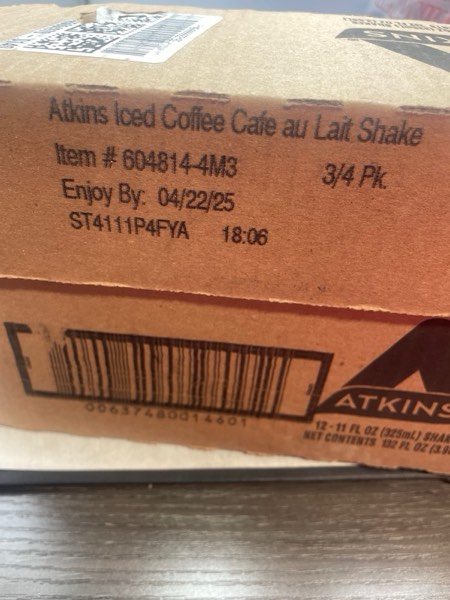 Atkins Iced Coffee Cafe au Lait Shake
Item # 604814-4M3 3/4 Pk.
Enjoy By: 04/22/25
ST4111P4FYA 18:06
00637480014601
ATKINS
12 - 11 FL OZ (325mL)
NET CONTENTS 132 FL OZ